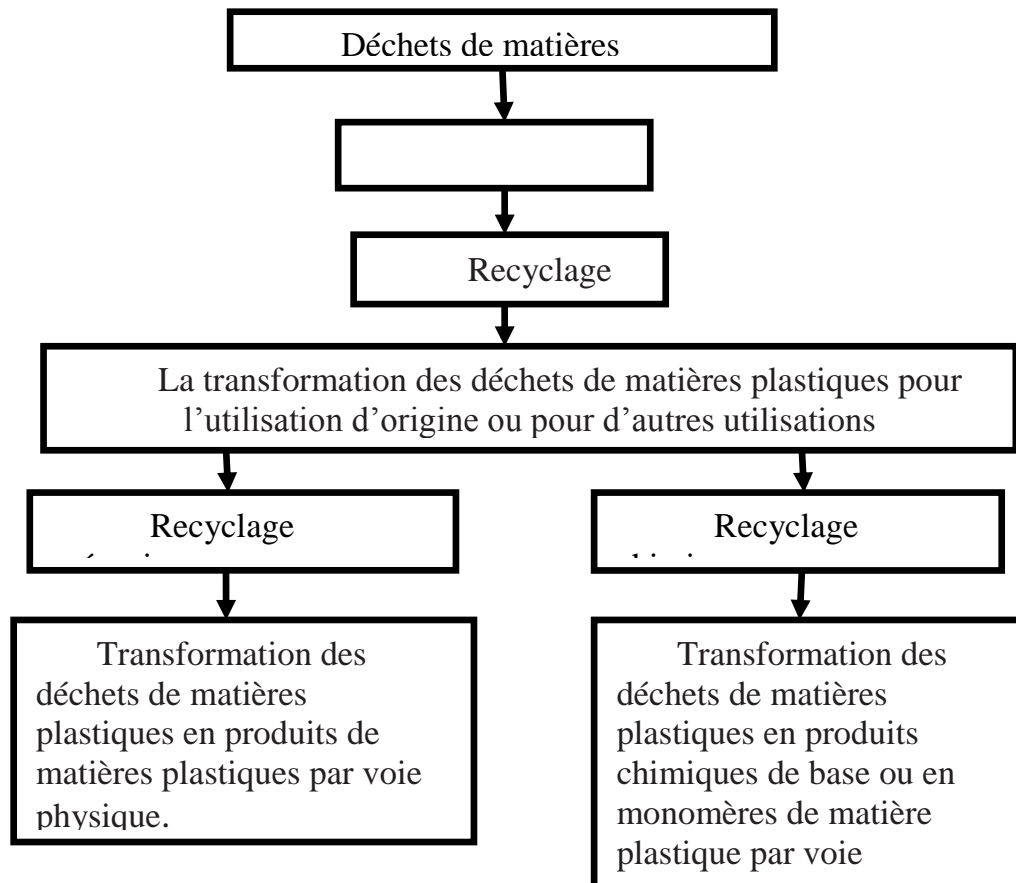 Déchets de matières
Recyclage
La transformation des déchets de matières plastiques pour
l’utilisation d’origine ou pour d’autres utilisations
Recyclage
Recyclage
Transformation des
déchets de matières
plastiques en produits de
matières plastiques par voie
physique.
Transformation des
déchets de matières
plastiques en produits
chimiques de base ou en
monomères de matière
plastique par voie